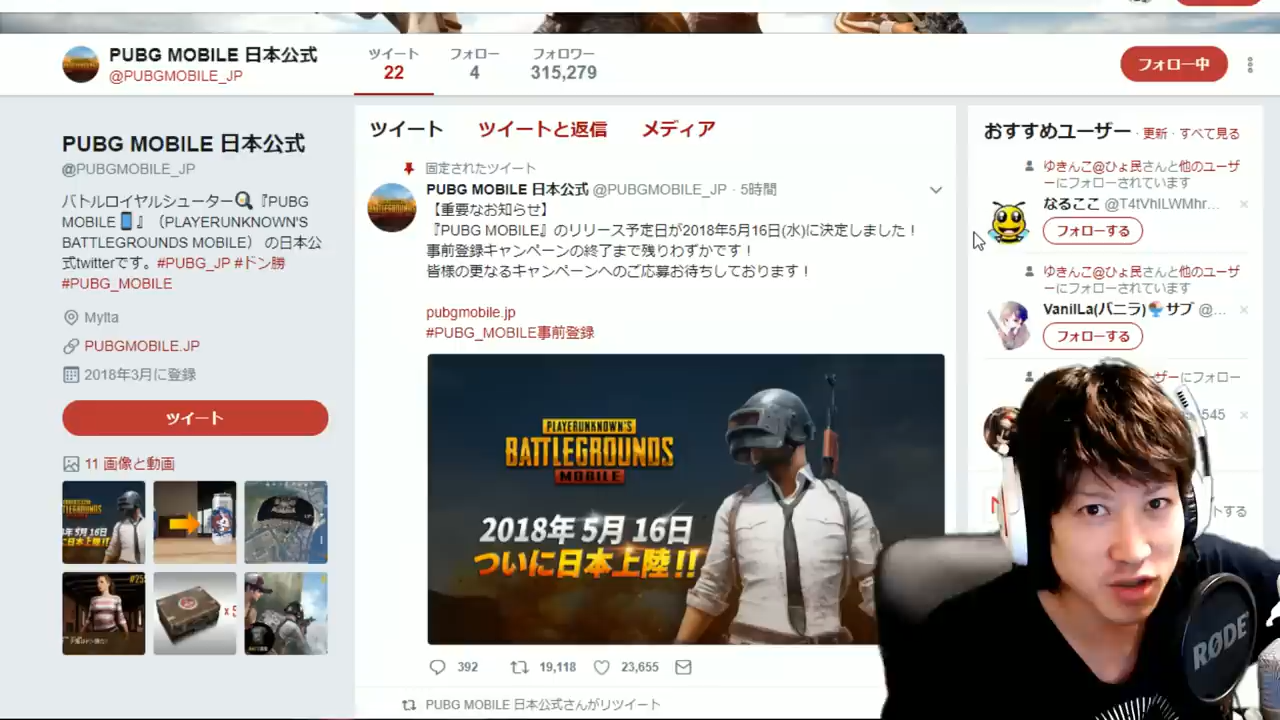 PUBG MOBILE 日本公式
@PUBGMOBILE_JP
ツイート
22
フォロー
4
フォロワー
315,279
フォロー中
PUBG MOBILE 日本公式
@PUBGMOBILE_JP
バトルロイヤルシューター🔍『PUBG
MOBILE📱』（PLAYERUNKNOWN'S
BATTLEGROUNDS MOBILE） の日本公
式twitterです。#PUBG_JP #ドン勝
#PUBG_MOBILE
Mylta
PUBGMOBILE.JP
2018年3月に登録
ツイート
11 画像と動画
ツイート
ツイートと返信
メディア
固定されたツイート
PUBG MOBILE 日本公式 @PUBGMOBILE_JP · 5時間
【重要なお知らせ】
『PUBG MOBILE』のリリース予定日が2018年5月16日(水)に決定しました！
事前登録キャンペーンの終了まで残りわずかです！
皆様の更なるキャンペーンへのご応募お待ちしております！
pubgmobile.jp
#PUBG_MOBILE事前登録
PLAYERUNKNOWN'S
BATTLEGROUNDS
MOBILE
2018年 5月 16日
ついに日本上陸!!
392
19,118
23,655
PUBG MOBILE 日本公式さんがリツイート
おすすめユーザー · 更新 · すべて見る
ゆきんこ@ひょ民さんと他のユーザ
ーにフォローされています
なるここ @T4tVhlLWMhr...
フォローする
ゆきんこ@ひょ民さんと他のユーザ
ーにフォローされています
VanilLa(バニラ)🍨サブ @...
フォローする
ザーにフォロー
545
トする
RØDE